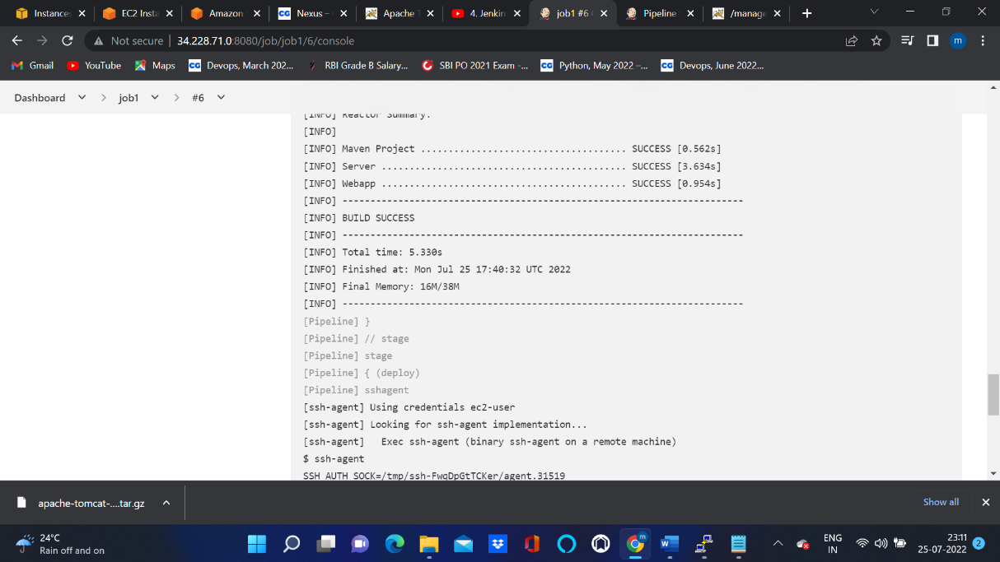 Instances
EC2 Insta
Amazon
Nexus –
Apache T
4. Jenkin
job1 #6
Pipeline
/manage
Not secure
34.228.71.0:8080/job/job1/6/console
m
Gmail
YouTube
Maps
CG
Devops, March 202...
RBI Grade B Salary...
SBI PO 2021 Exam -...
CG
Python, May 2022 –...
CG
Devops, June 2022...
Dashboard
job1
#6
[INFO] Reactor Summary:
[INFO]
[INFO] Maven Project ..................................... SUCCESS [0.562s]
[INFO] Server ............................................ SUCCESS [3.634s]
[INFO] Webapp ............................................ SUCCESS [0.954s]
[INFO] ------------------------------------------------------------------------
[INFO] BUILD SUCCESS
[INFO] ------------------------------------------------------------------------
[INFO] Total time: 5.330s
[INFO] Finished at: Mon Jul 25 17:40:32 UTC 2022
[INFO] Final Memory: 16M/38M
[INFO] ------------------------------------------------------------------------
[Pipeline] }
[Pipeline] // stage
[Pipeline] stage
[Pipeline] { (deploy)
[Pipeline] sshagent
[ssh-agent] Using credentials ec2-user
[ssh-agent] Looking for ssh-agent implementation...
[ssh-agent]   Exec ssh-agent (binary ssh-agent on a remote machine)
$ ssh-agent
SSH_AUTH_SOCK=/tmp/ssh-FwqDpGtTCKer/agent.31519
apache-tomcat-....tar.gz
Show all
24°C
Rain off and on
ENG
IN
23:11
25-07-2022
2